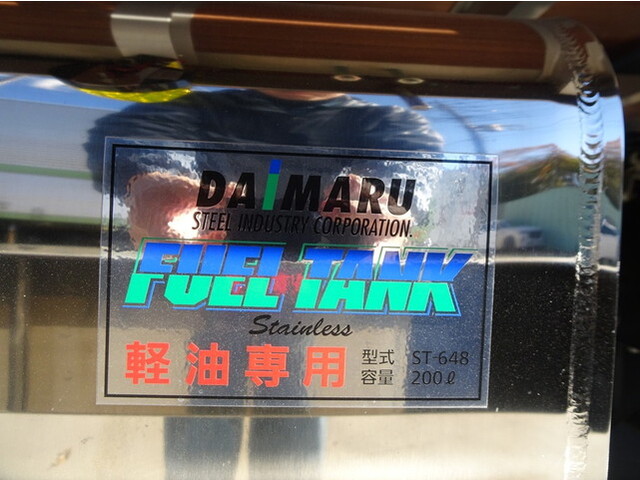 DAiMARU
STEEL INDUSTRY CORPORATION.
FUEL TANK
Stainless
軽油専用
型式 ST-648
容量 200ℓ